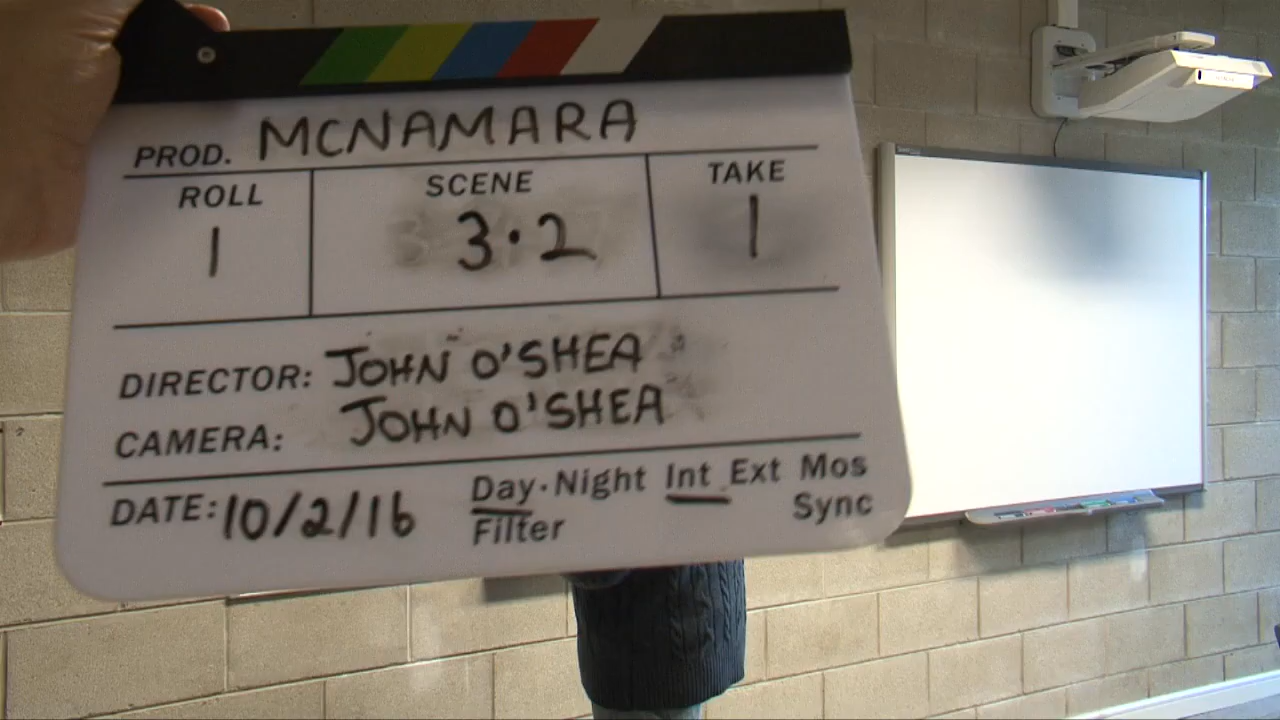 PROD. MCNAMARA
ROLL SCENE TAKE
1 3.2 1
DIRECTOR: JOHN O'SHEA
CAMERA: JOHN O'SHEA
DATE: 10/2/16 Day·Night Int Ext Mos
Filter Sync